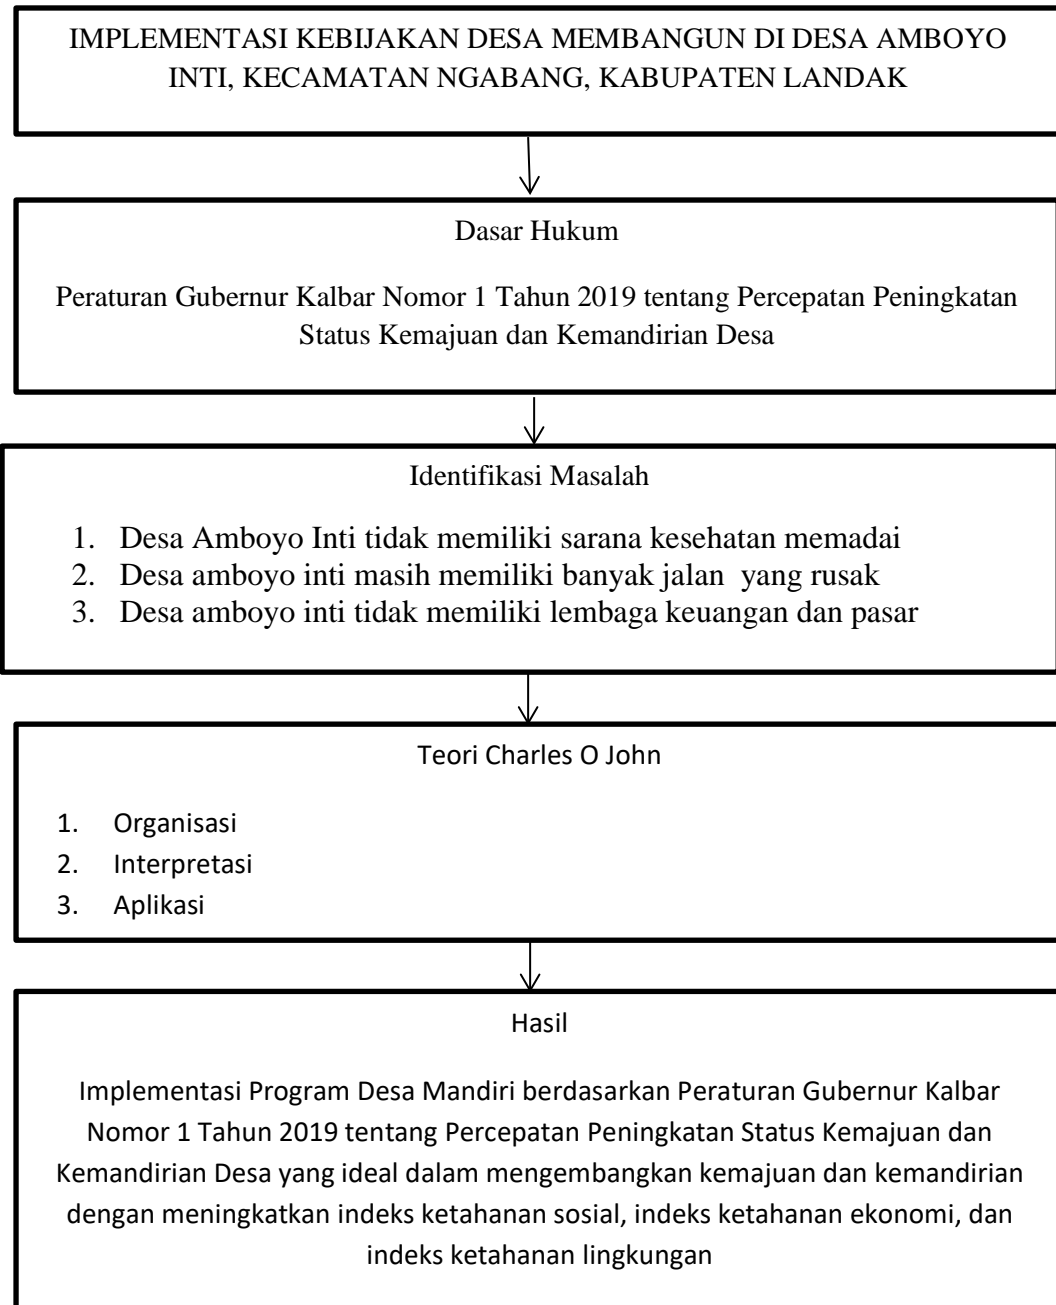 IMPLEMENTASI KEBIJAKAN DESA MEMBANGUN DI DESA AMBOYO
INTI, KECAMATAN NGABANG, KABUPATEN LANDAK
Dasar Hukum
Peraturan Gubernur Kalbar Nomor 1 Tahun 2019 tentang Percepatan Peningkatan
Status Kemajuan dan Kemandirian Desa
Identifikasi Masalah
1. Desa Amboyo Inti tidak memiliki sarana kesehatan memadai
2. Desa amboyo inti masih memiliki banyak jalan yang rusak
3. Desa amboyo inti tidak memiliki lembaga keuangan dan pasar
Teori Charles O John
1. Organisasi
2. Interpretasi
3. Aplikasi
Hasil
Implementasi Program Desa Mandiri berdasarkan Peraturan Gubernur Kalbar
Nomor 1 Tahun 2019 tentang Percepatan Peningkatan Status Kemajuan dan
Kemandirian Desa yang ideal dalam mengembangkan kemajuan dan kemandirian
dengan meningkatkan indeks ketahanan sosial, indeks ketahanan ekonomi, dan
indeks ketahanan lingkungan